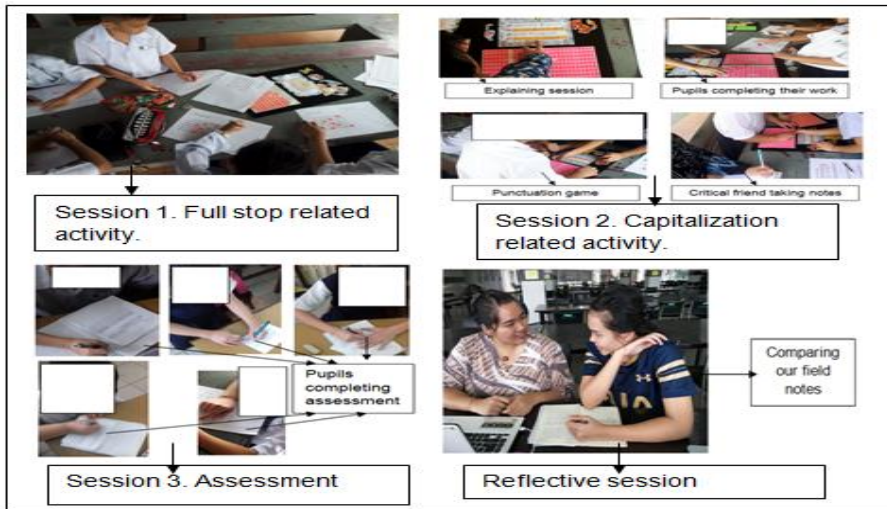 Explaining session
Pupils completing their work
Punctuation game
Critical friend taking notes
Session 1. Full stop related
activity.
Session 2. Capitalization
related activity.
Pupils
completing
assessment
Comparing
our field
notes
Session 3. Assessment
Reflective session